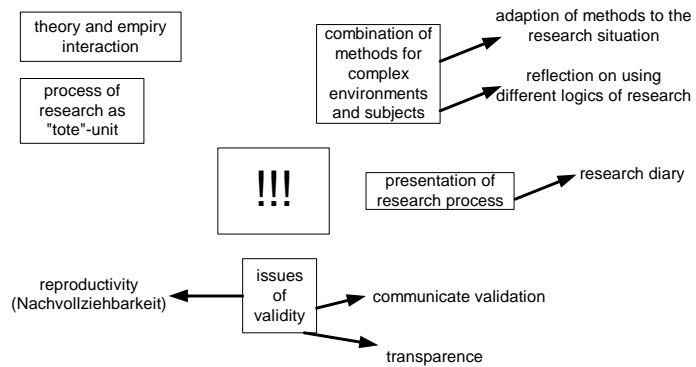 theory and empiry
interaction
process of
research as
"tote"-unit
combination of
methods for
complex
environments
and subjects
adaption of methods to the
research situation
reflection on using
different logics of research
!!!
presentation of
research process
research diary
reproductivity
(Nachvollziehbarkeit)
issues
of
validity
communicate validation
transparence